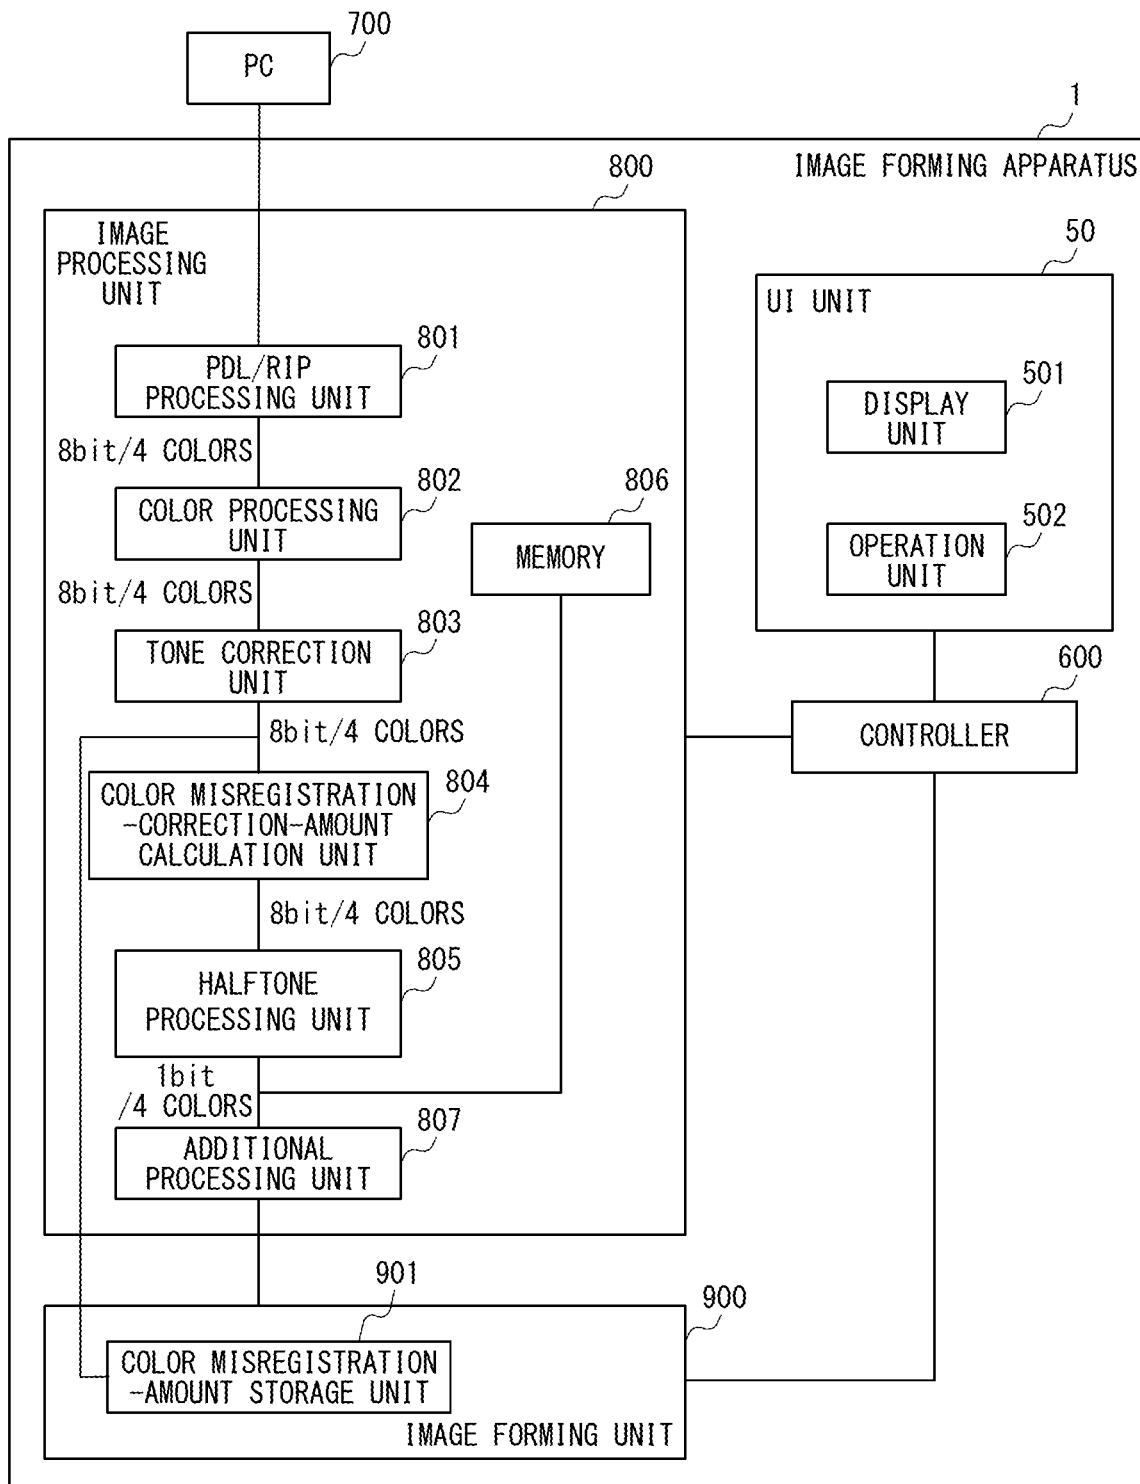 700
PC
1
IMAGE FORMING APPARATUS
800
IMAGE
PROCESSING
UNIT
50
UI UNIT
801
PDL/RIP
PROCESSING UNIT
501
DISPLAY
UNIT
8bit/4 COLORS
802
COLOR PROCESSING
UNIT
806
MEMORY
502
OPERATION
UNIT
8bit/4 COLORS
803
TONE CORRECTION
UNIT
600
CONTROLLER
8bit/4 COLORS
804
COLOR MISREGISTRATION
-CORRECTION-AMOUNT
CALCULATION UNIT
8bit/4 COLORS
805
HALFTONE
PROCESSING UNIT
1bit
/4 COLORS
807
ADDITIONAL
PROCESSING UNIT
901
900
COLOR MISREGISTRATION
-AMOUNT STORAGE UNIT
IMAGE FORMING UNIT